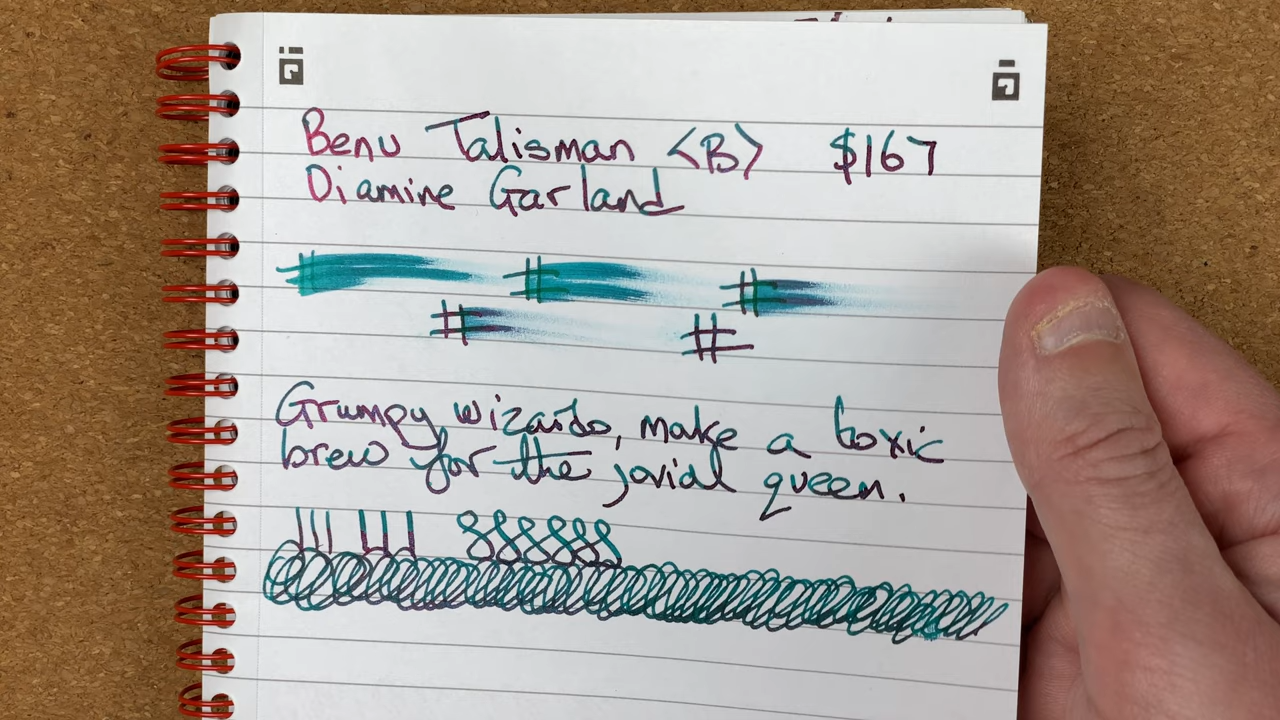 Benu Talisman <B> $167
Diamine Garland
# # #
# #
Grumpy wizards, make a toxic
brew for the jovial queen.